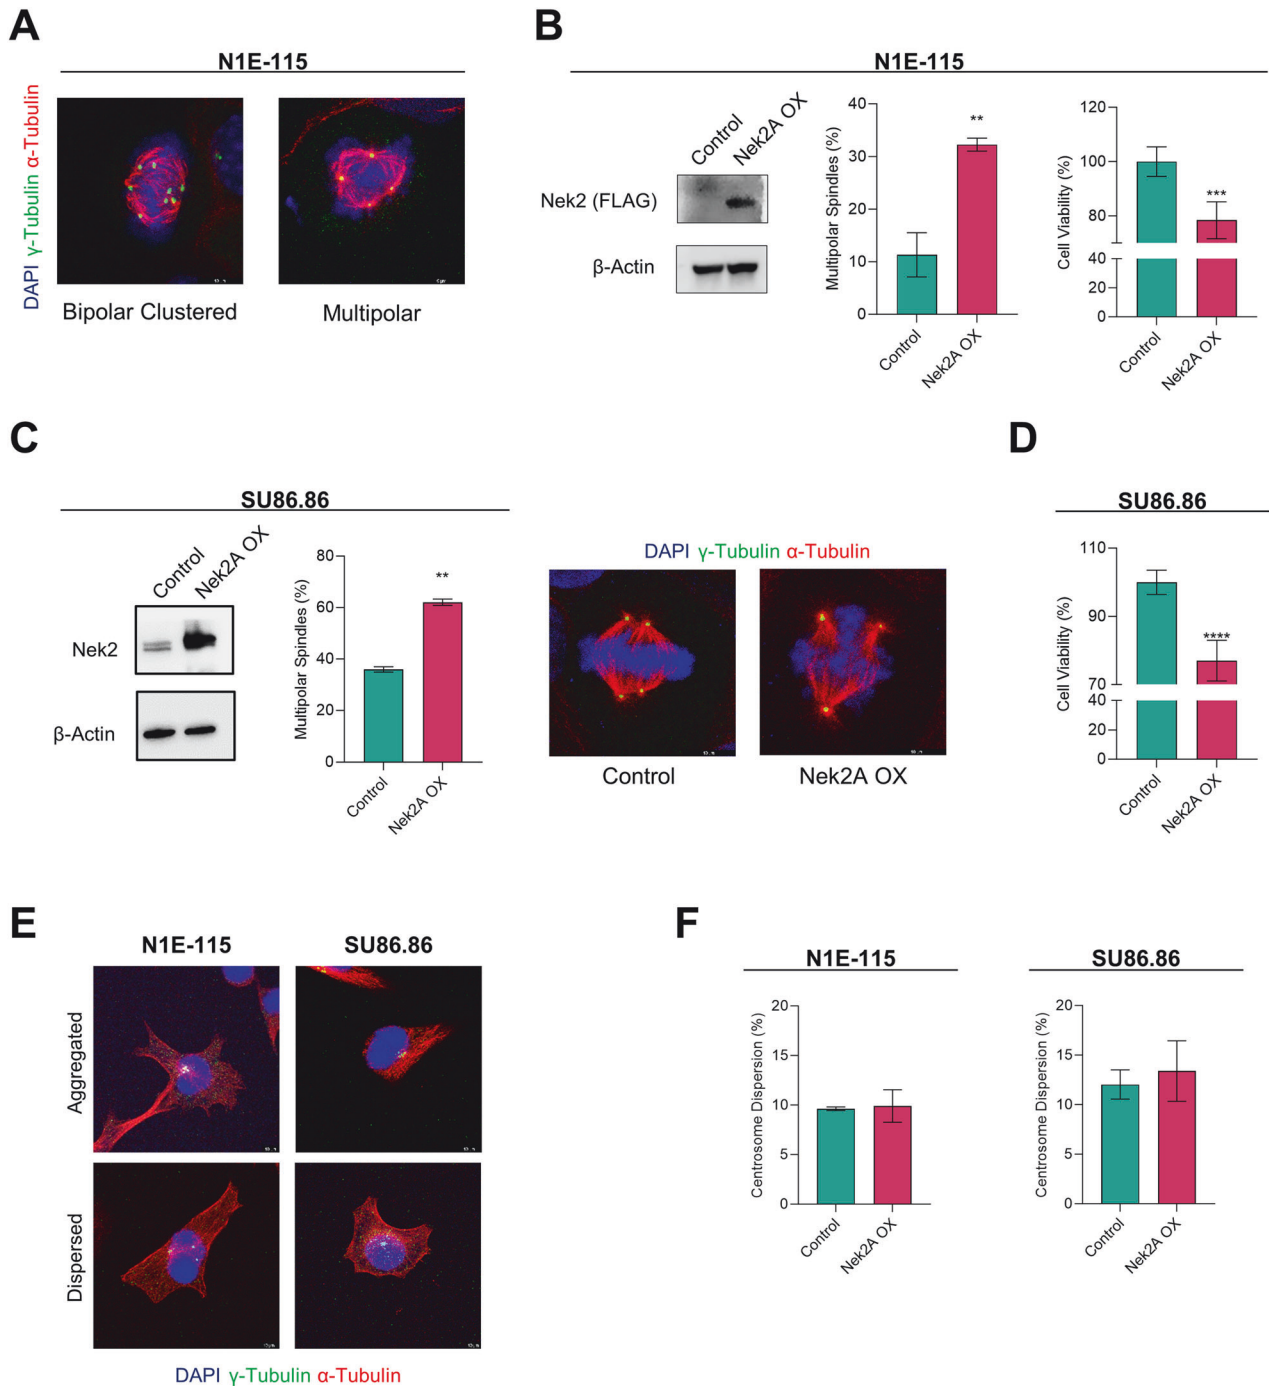 A
N1E-115
DAPI γ-Tubulin α-Tubulin
Bipolar Clustered
Multipolar
B
N1E-115
Control
Nek2A OX
Nek2 (FLAG)
β-Actin
Multipolar Spindles (%)
40
30
20
10
0
Control
Nek2A OX
**
Cell Viability (%)
120
100
80
40
20
0
Control
Nek2A OX
***
C
SU86.86
Control
Nek2A OX
Nek2
β-Actin
Multipolar Spindles (%)
80
60
40
20
0
Control
Nek2A OX
**
DAPI γ-Tubulin α-Tubulin
Control
Nek2A OX
D
SU86.86
Cell Viability (%)
110
90
70
40
20
0
Control
Nek2A OX
****
E
N1E-115
SU86.86
Aggregated
Dispersed
DAPI γ-Tubulin α-Tubulin
F
N1E-115
Centrosome Dispersion (%)
20
15
10
5
0
Control
Nek2A OX
SU86.86
Centrosome Dispersion (%)
20
15
10
5
0
Control
Nek2A OX